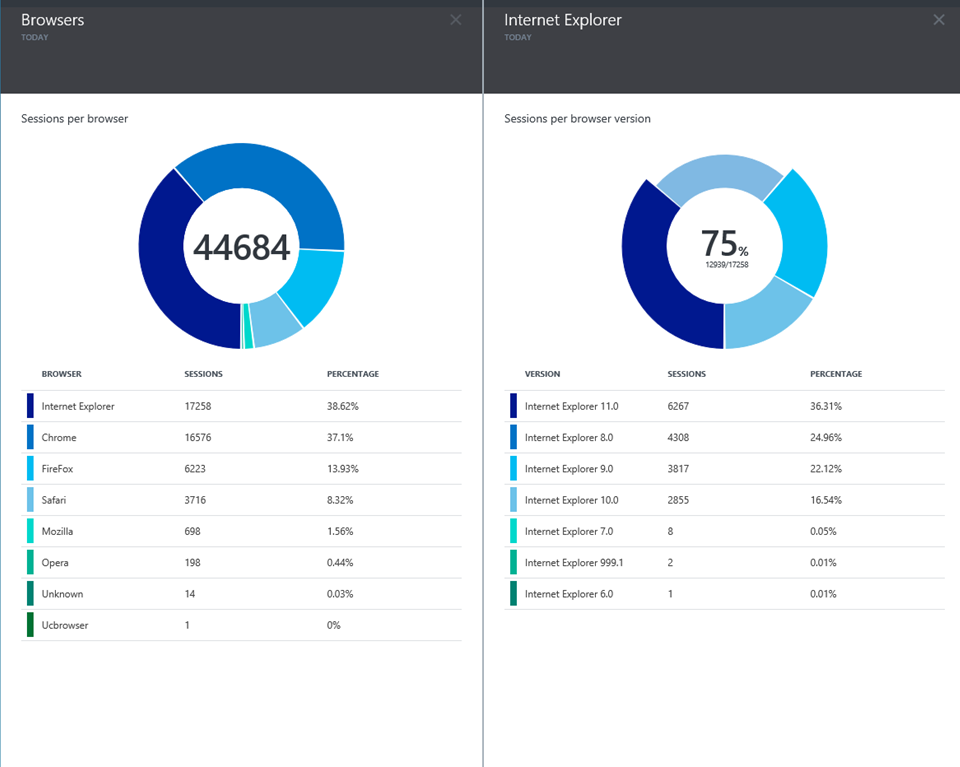 Browsers
TODAY
Sessions per browser
44684
BROWSER SESSIONS PERCENTAGE
Internet Explorer 17258 38.62%
Chrome 16576 37.1%
FireFox 6223 13.93%
Safari 3716 8.32%
Mozilla 698 1.56%
Opera 198 0.44%
Unknown 14 0.03%
Ucbrowser 1 0%
Internet Explorer
TODAY
Sessions per browser version
75%
12939/17258
VERSION SESSIONS PERCENTAGE
Internet Explorer 11.0 6267 36.31%
Internet Explorer 8.0 4308 24.96%
Internet Explorer 9.0 3817 22.12%
Internet Explorer 10.0 2855 16.54%
Internet Explorer 7.0 8 0.05%
Internet Explorer 999.1 2 0.01%
Internet Explorer 6.0 1 0.01%